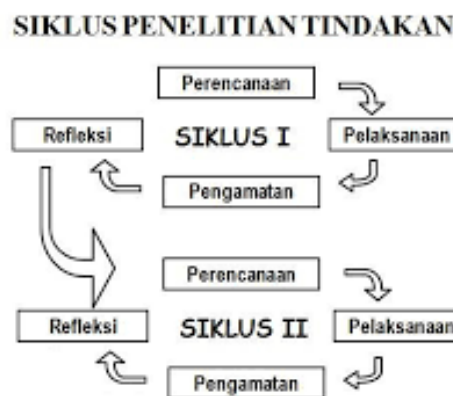 SIKLUS PENELITIAN TINDAKAN
Perencanaan
Refleksi SIKLUS I Pelaksanaan
Pengamatan
Perencanaan
Refleksi SIKLUS II Pelaksanaan
Pengamatan